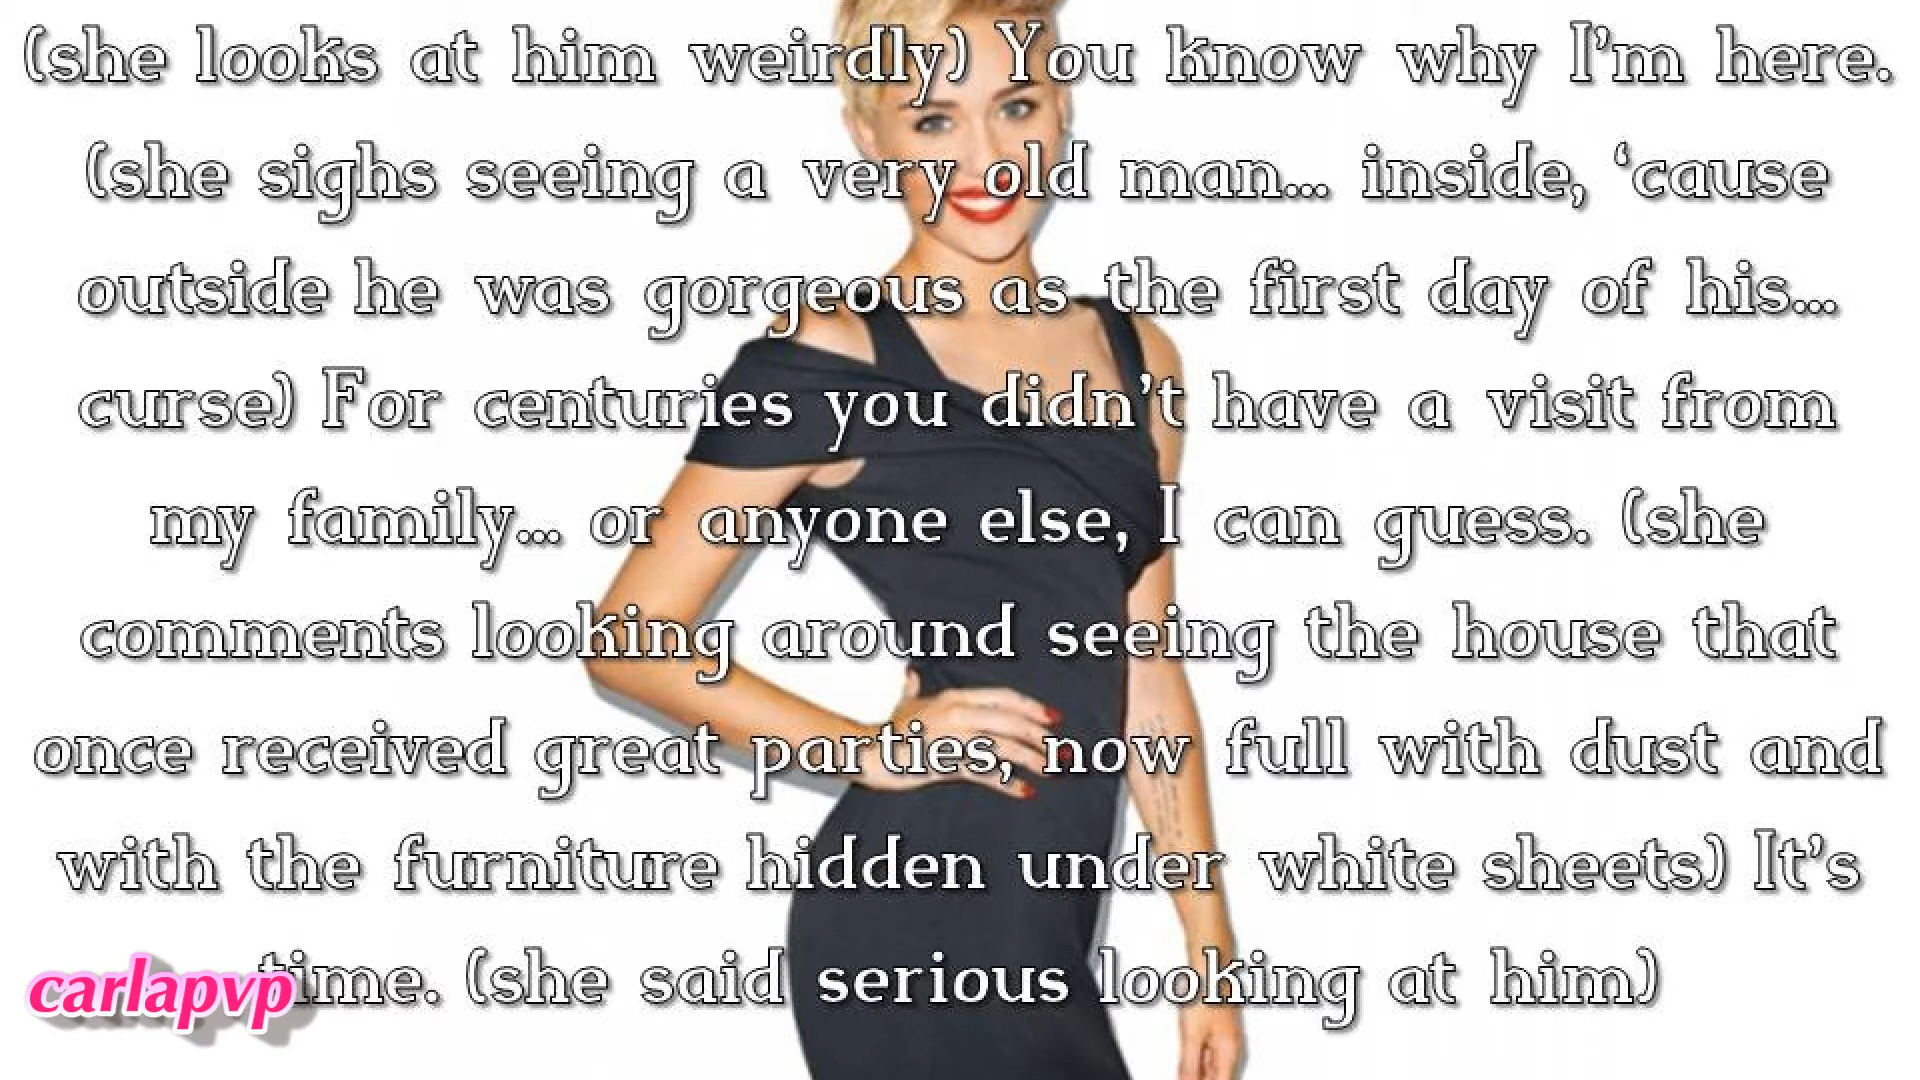 (she looks at him weirdly) You know why I'm here.
(she sighs seeing a very old man... inside, ‘cause
outside he was gorgeous as the first day of his...
curse) For centuries you didn’t have a visit from
my family... or anyone else, I can guess. (she
comments looking around seeing the house that
once received great parties, now full with dust and
with the furniture hidden under white sheets) It’s
time. (she said serious looking at him)
carlapvp